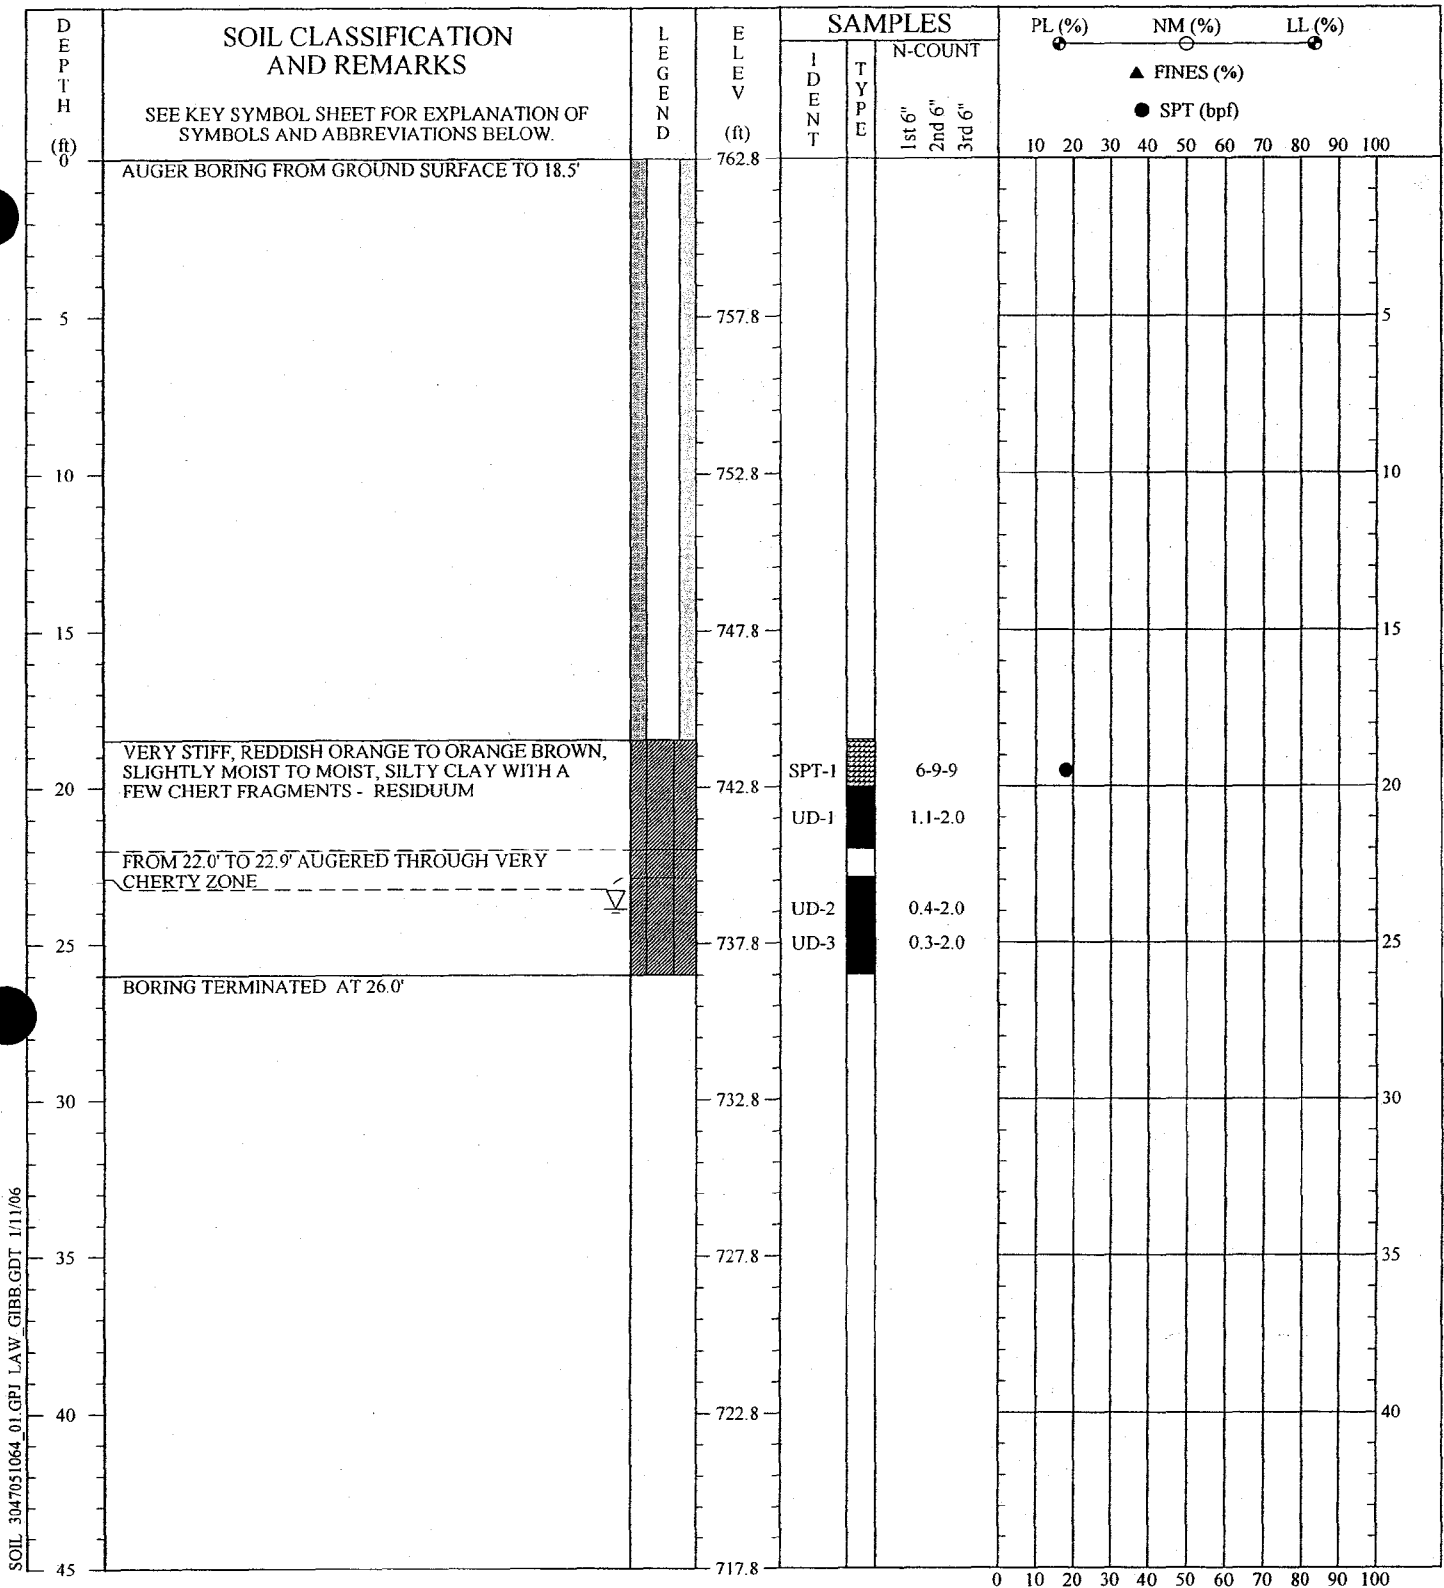 DEPTH (ft)
SOIL CLASSIFICATION
AND REMARKS
SEE KEY SYMBOL SHEET FOR EXPLANATION OF
SYMBOLS AND ABBREVIATIONS BELOW.
LEGEND
ELEV (ft)
SAMPLES
IDENT
TYPE
N-COUNT
1st 6"
2nd 6"
3rd 6"
PL (%) NM (%) LL (%)
▲ FINES (%)
● SPT (bpf)
10 20 30 40 50 60 70 80 90 100
0 762.8
AUGER BORING FROM GROUND SURFACE TO 18.5'
5 757.8 5
10 752.8 10
15 747.8 15
VERY STIFF, REDDISH ORANGE TO ORANGE BROWN,
SLIGHTLY MOIST TO MOIST, SILTY CLAY WITH A
FEW CHERT FRAGMENTS - RESIDUUM
SPT-1 6-9-9
20 742.8 20
UD-1 1.1-2.0
FROM 22.0' TO 22.9' AUGERED THROUGH VERY
CHERTY ZONE
UD-2 0.4-2.0
25 737.8 UD-3 0.3-2.0 25
BORING TERMINATED AT 26.0'
30 732.8 30
35 727.8 35
40 722.8 40
45 717.8
0 10 20 30 40 50 60 70 80 90 100
SOIL 3047051064_01.GPJ LAW_GIBB.GDT 1/11/06